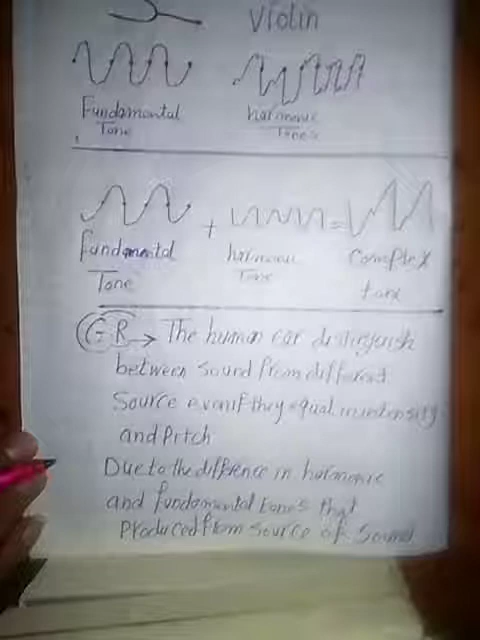 Violin
Fundamental harmonic
Tone Tones
+ =
fundamental harmonic complex
Tone Tone tone
G.R → The human ear distinguish
between sound from different
Source even if they equal in intensity
and Pitch
Due to the difference in harmonic
and fundamental tones that
Produced from source of sound